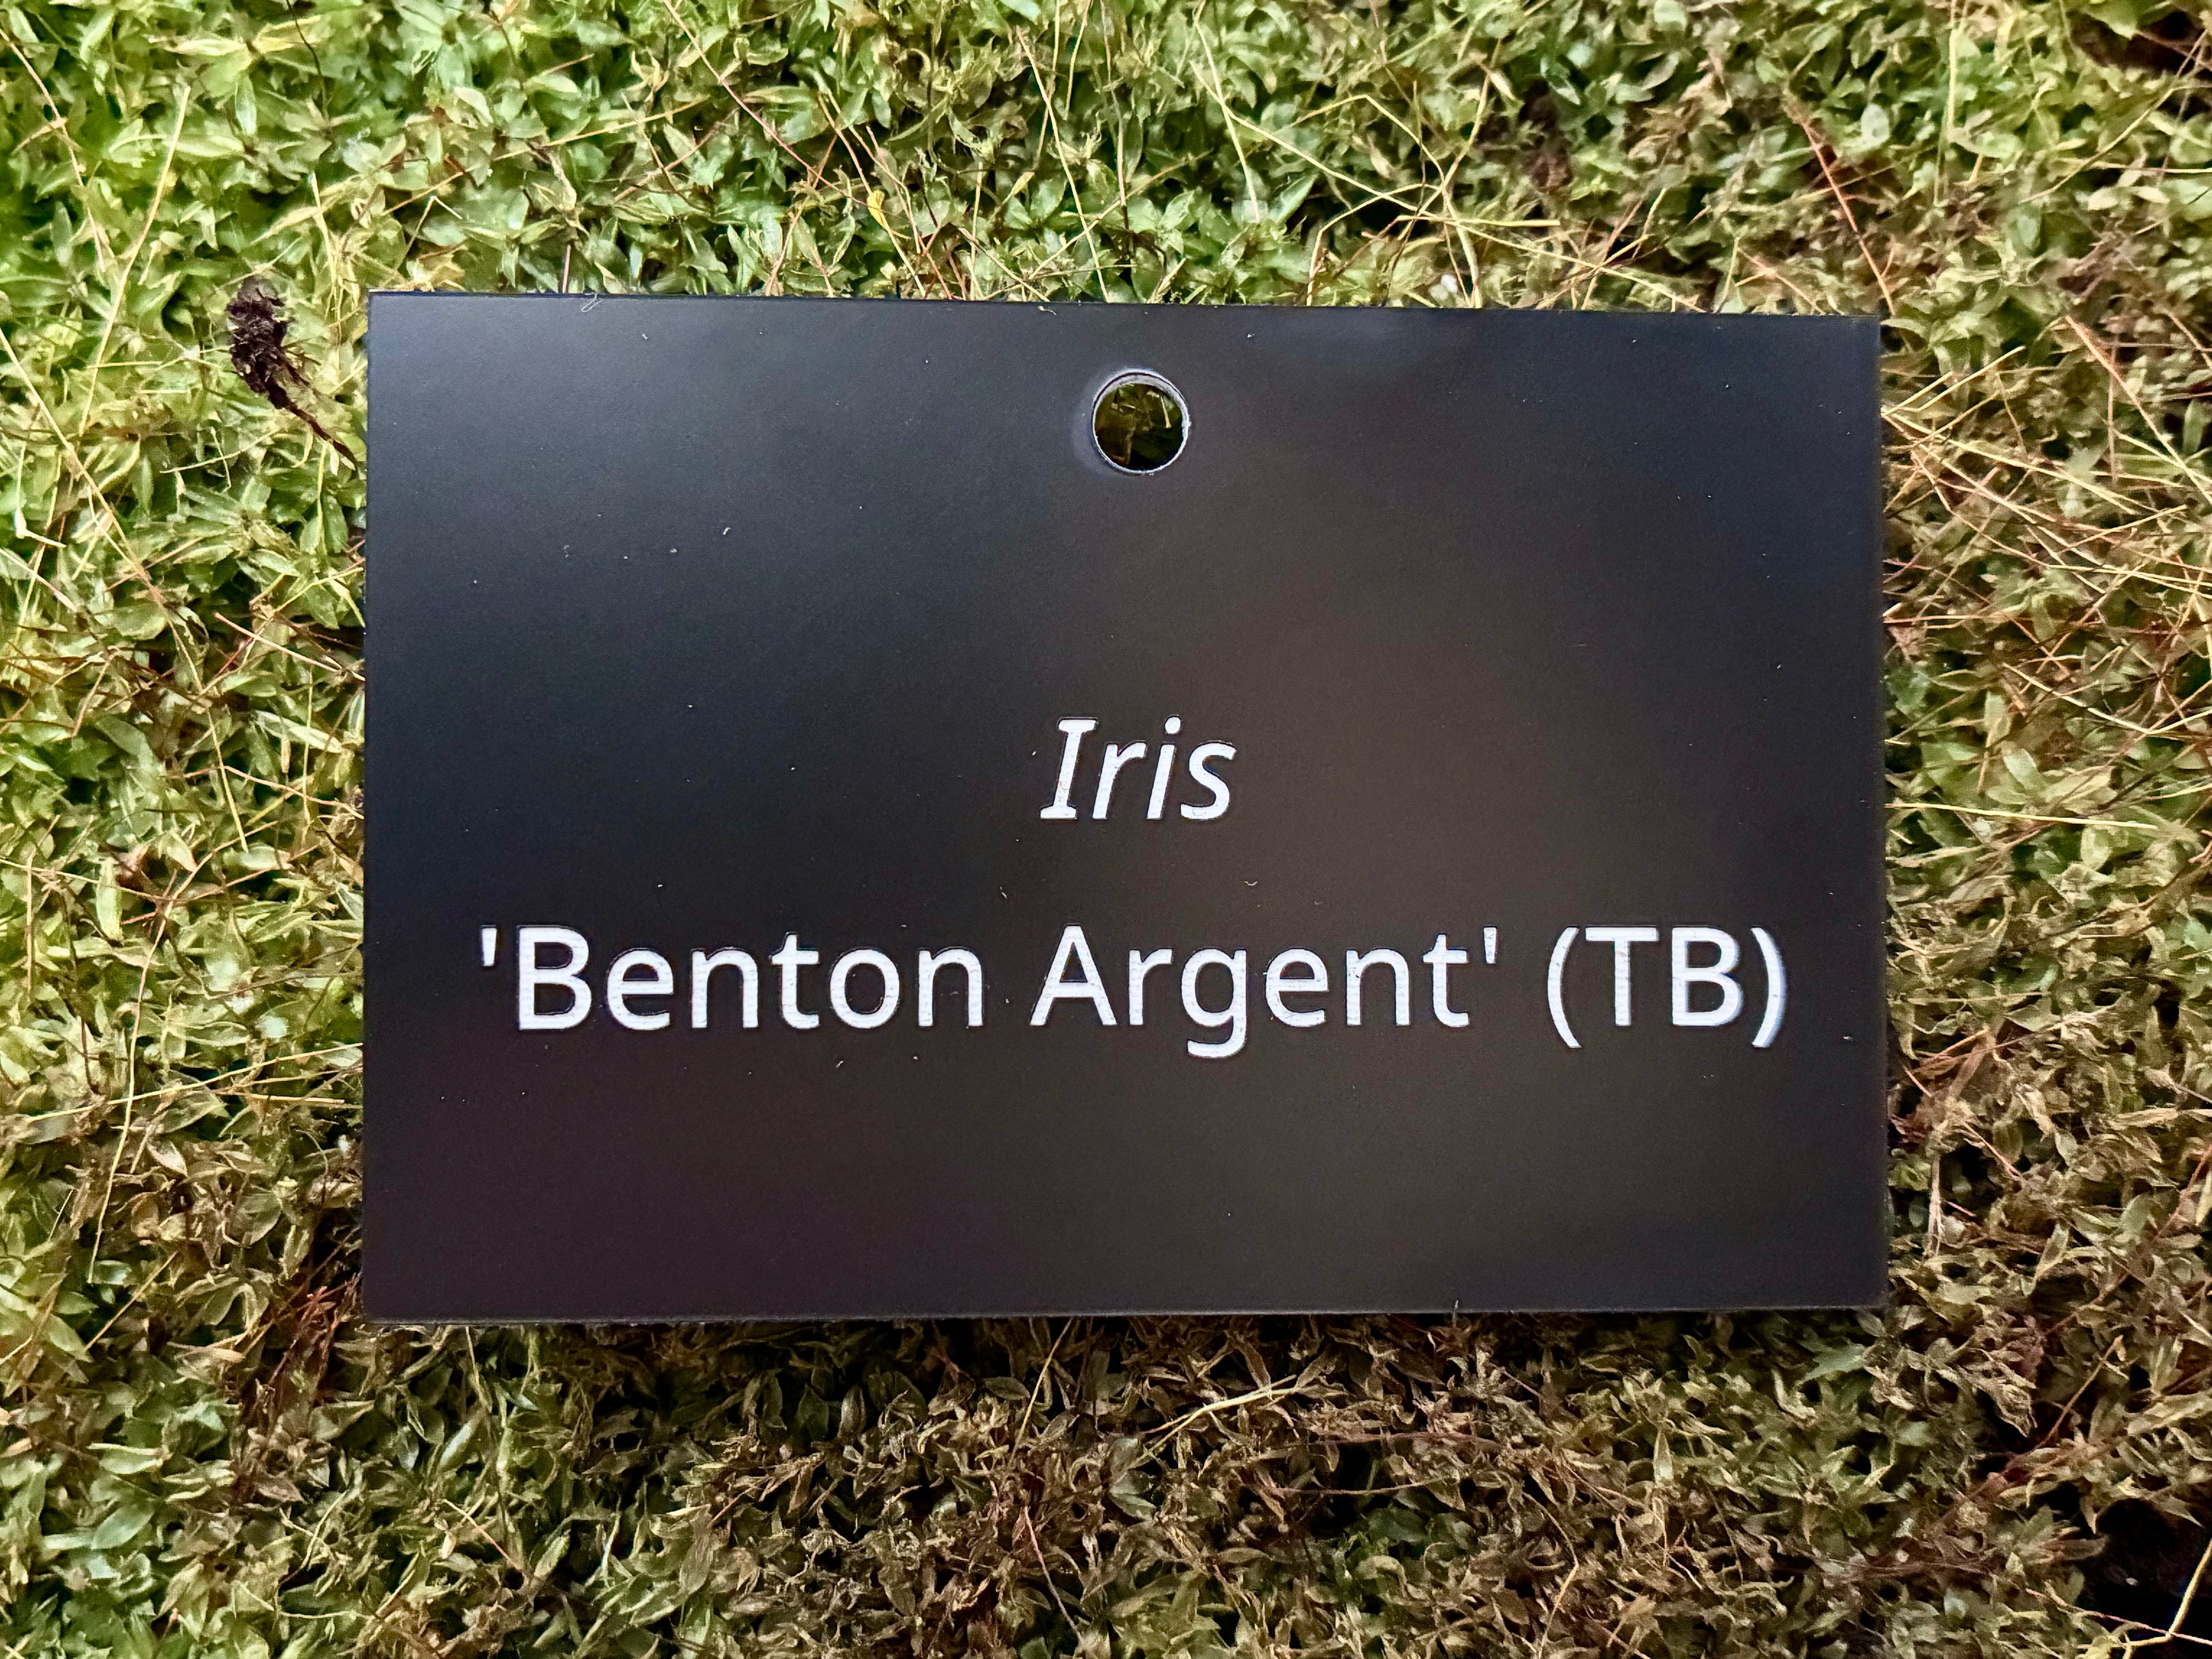 Iris
'Benton Argent' (TB)